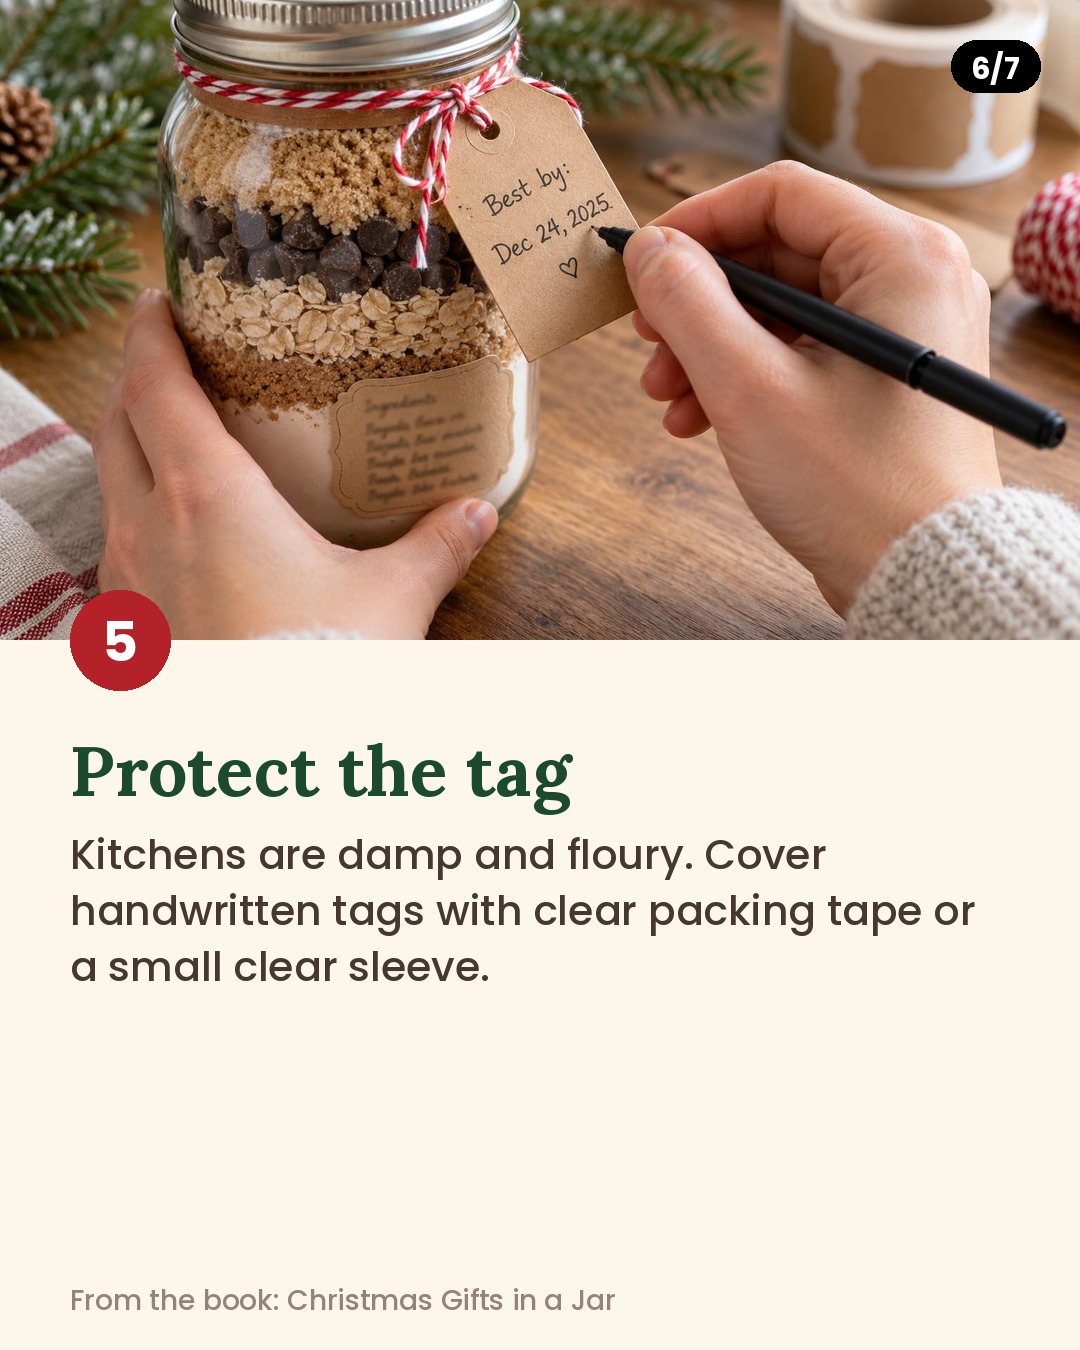 6/7
Best by:
Dec 24, 2025.
Ingredients
5
Protect the tag
Kitchens are damp and floury. Cover
handwritten tags with clear packing tape or
a small clear sleeve.
From the book: Christmas Gifts in a Jar